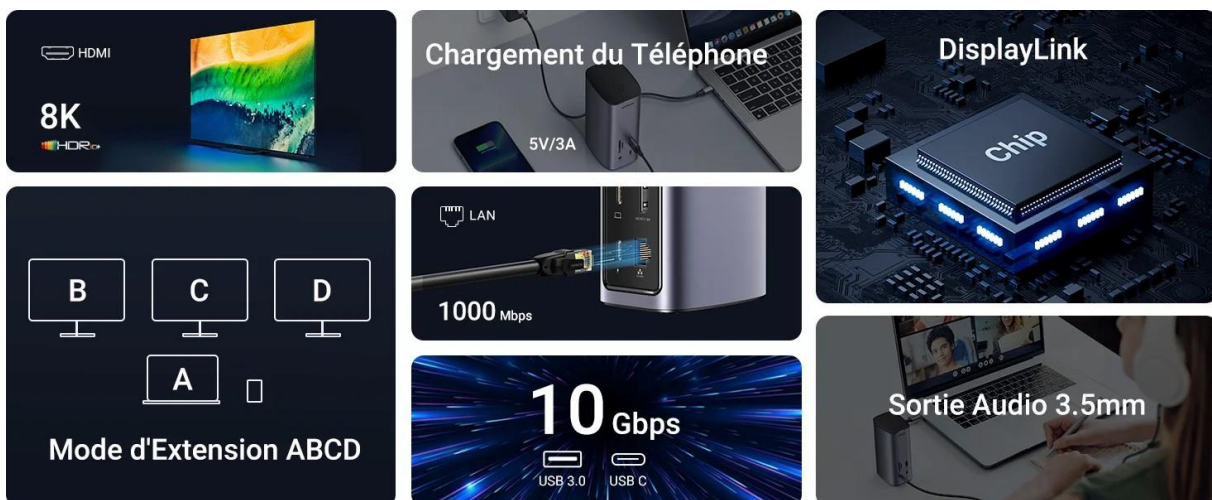 HDMI
8K
HDR
Chargement du Téléphone
5V/3A
DisplayLink
Chip
B
C
D
A
Mode d'Extension ABCD
LAN
1000 Mbps
10 Gbps
USB 3.0
USB C
Sortie Audio 3.5mm